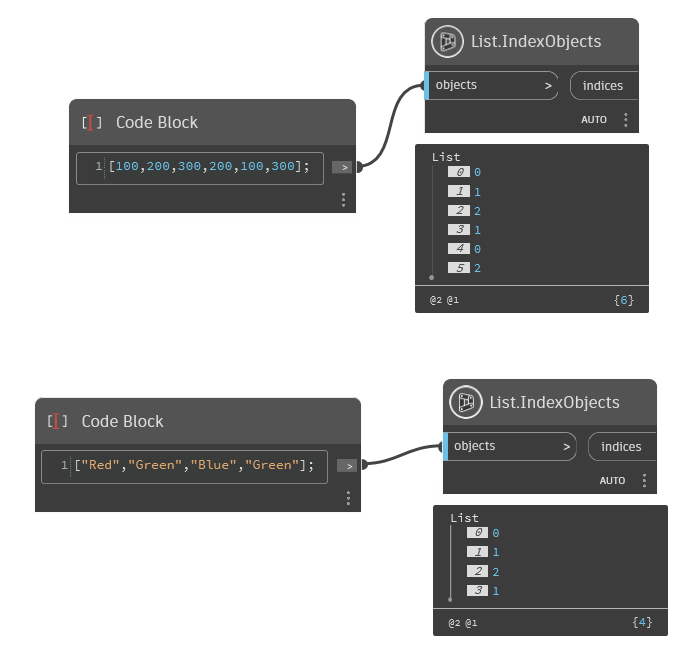 List.IndexObjects
objects > indices
AUTO
Code Block
1 [100,200,300,200,100,300]; >
List
0 0
1 1
2 2
3 1
4 0
5 2
@2 @1 {6}
List.IndexObjects
objects > indices
AUTO
Code Block
1 ["Red","Green","Blue","Green"]; >
List
0 0
1 1
2 2
3 1
@2 @1 {4}